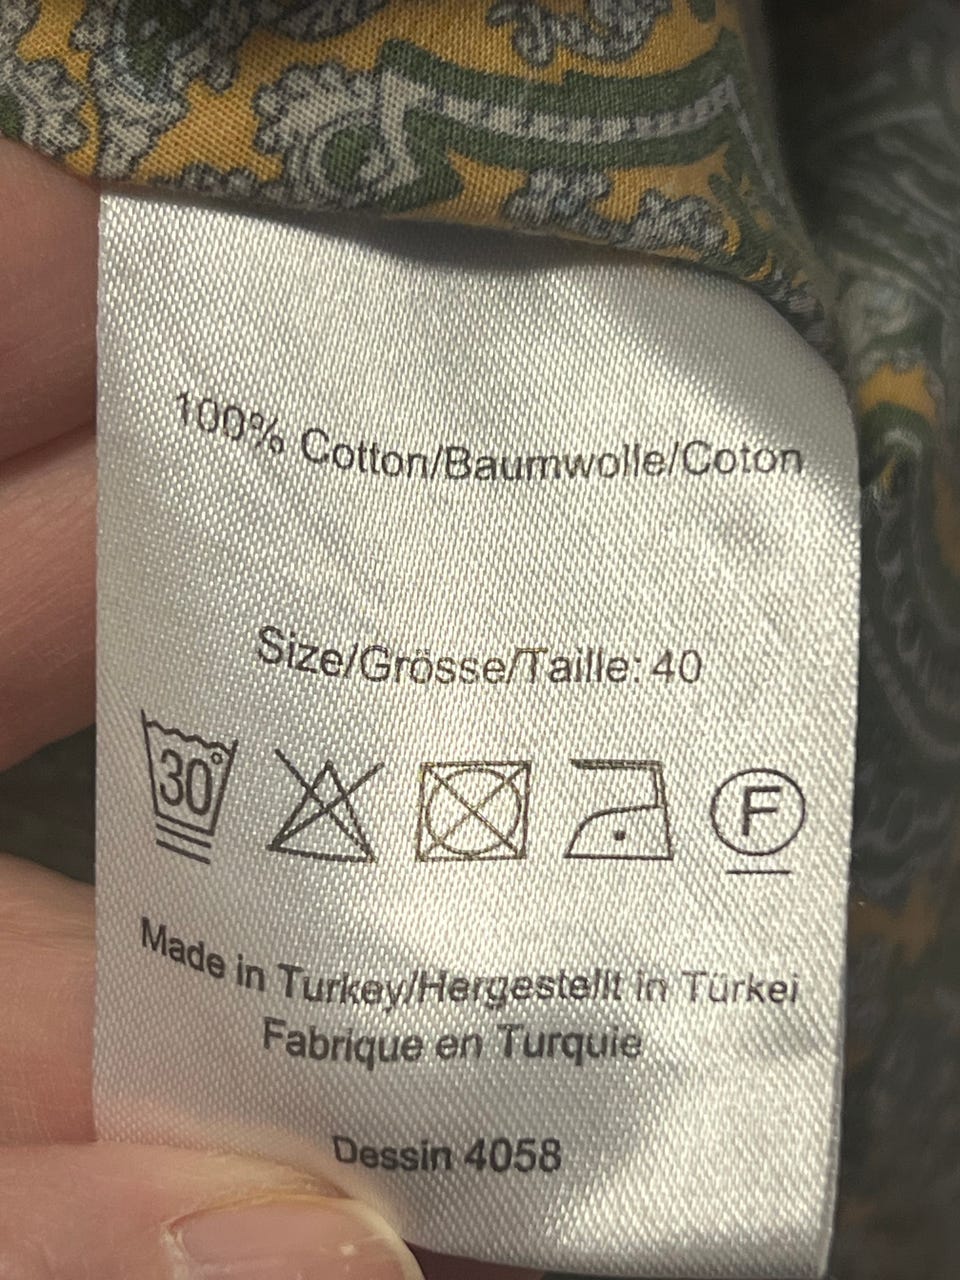 100% Cotton/Baumwolle/Coton
Size/Grösse/Taille: 40
30° F
Made in Turkey/Hergestellt in Türkei
Fabrique en Turquie
Dessin 4058